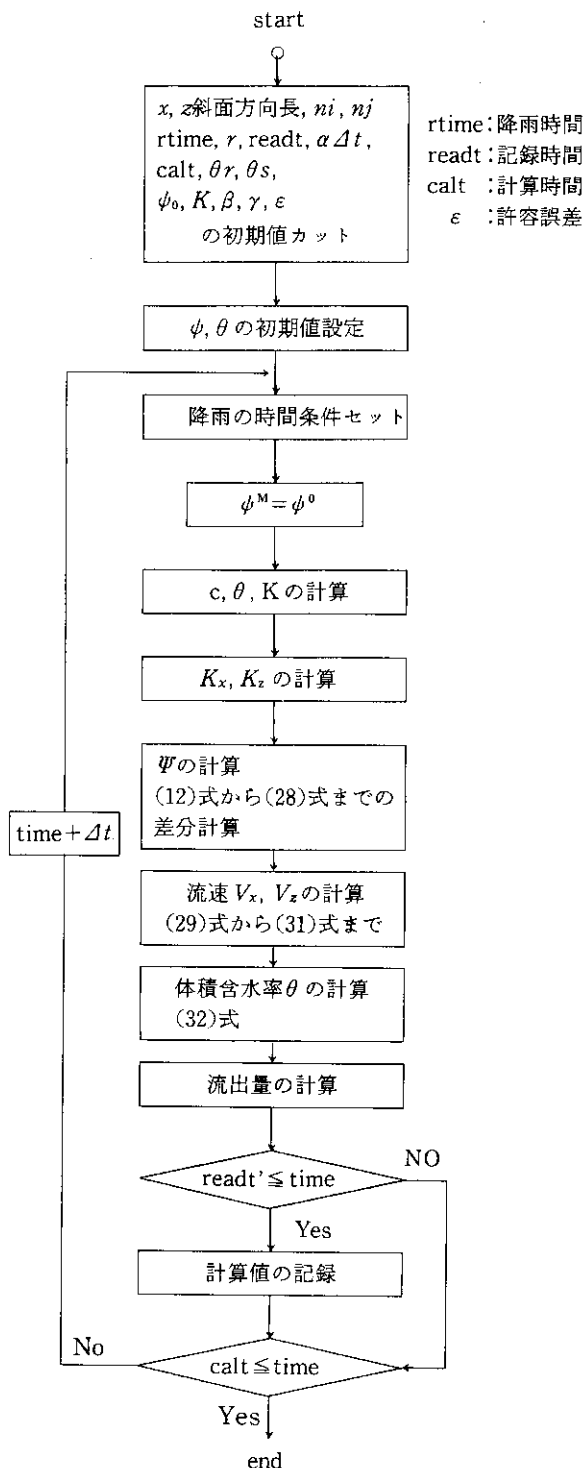 start
x, z斜面方向長, ni, nj
rtime, r, readt, αΔt,
calt, θr, θs,
ψ₀, K, β, γ, ε
の初期値カット
rtime:降雨時間
readt:記録時間
calt :計算時間
ε :許容誤差
ψ, θ の初期値設定
降雨の時間条件セット
ψᴹ=ψ⁰
c, θ, K の計算
Kx, Kz の計算
Ψの計算
(12)式から(28)式までの
差分計算
time+Δt
流速 Vx, Vz の計算
(29)式から(31)式まで
体積含水率θ の計算
(32)式
流出量の計算
readt'≦time
NO
Yes
計算値の記録
No
calt≦time
Yes
end